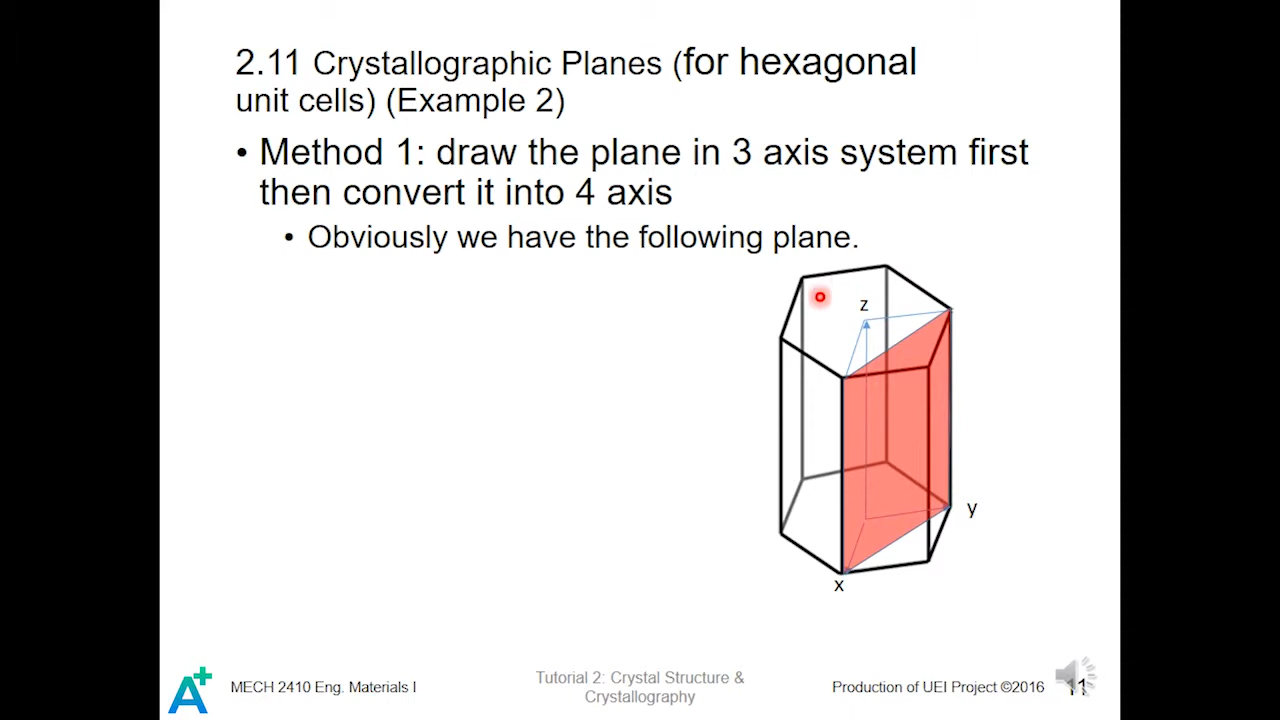 2.11 Crystallographic Planes (for hexagonal
unit cells) (Example 2)
• Method 1: draw the plane in 3 axis system first
then convert it into 4 axis
• Obviously we have the following plane.
z
y
x
A+
MECH 2410 Eng. Materials I
Tutorial 2: Crystal Structure &
Crystallography
Production of UEI Project ©2016
11